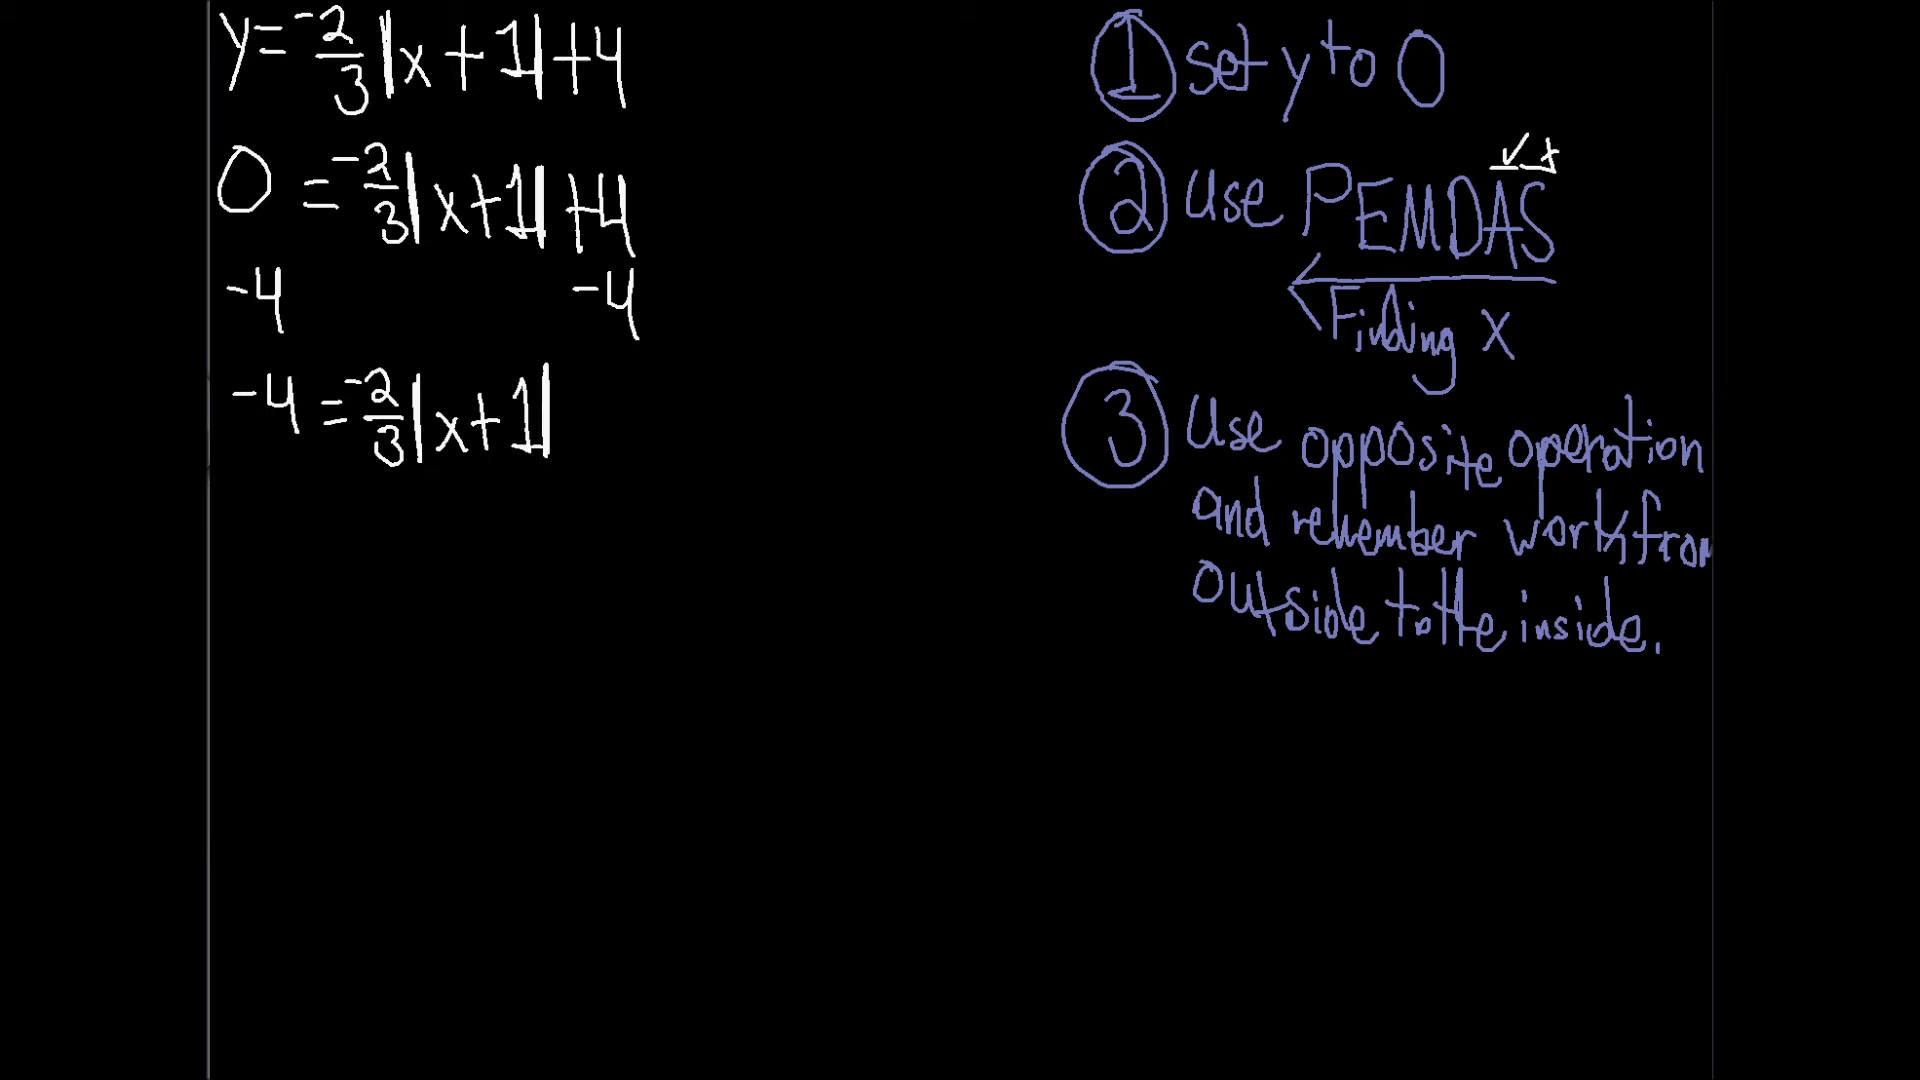 y = -2/3 |x + 1| + 4
0 = -2/3 |x + 1| + 4
-4 -4
-4 = -2/3 |x + 1|
① set y to 0
✓ x
② Use PEMDAS
Finding x
③ Use opposite operation
and remember work from
outside to the inside.